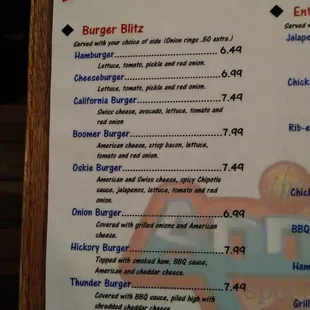 Burger Blitz
Served with your choice of side (Onion rings .50 extra.)
Hamburger 6.49
Lettuce, tomato, pickle and red onion.
Cheeseburger 6.99
Lettuce, tomato, pickle and red onion.
California Burger 7.49
Swiss cheese, avocado, lettuce, tomato and
red onion
Boomer Burger 7.99
American cheese, crisp bacon, lettuce,
tomato and red onion.
Oskie Burger 7.49
American and Swiss cheese, spicy Chipotle
sauce, jalapenos, lettuce, tomato and red
onion.
Onion Burger 6.99
Covered with grilled onions and American
cheese.
Hickory Burger 7.99
Topped with smoked ham, BBQ sauce,
American and cheddar cheese.
Thunder Burger 7.49
Covered with BBQ sauce, piled high with
shredded cheddar cheese
Ent
Served w
Jalape
Chick
Rib-e
Chick
BBQ
Ham
Grill